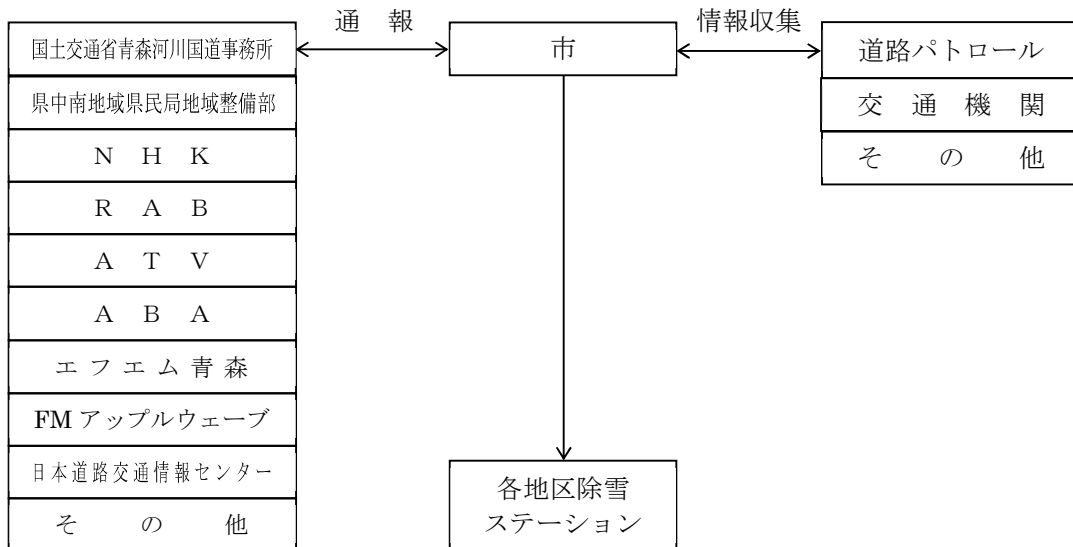 通 報
情報収集
国土交通省青森河川国道事務所
市
道路パトロール
県中南地域県民局地域整備部
交 通 機 関
N H K
そ の 他
R A B
A T V
A B A
エフエム青森
FM アップルウェーブ
日本道路交通情報センター
各地区除雪
ステーション
そ の 他